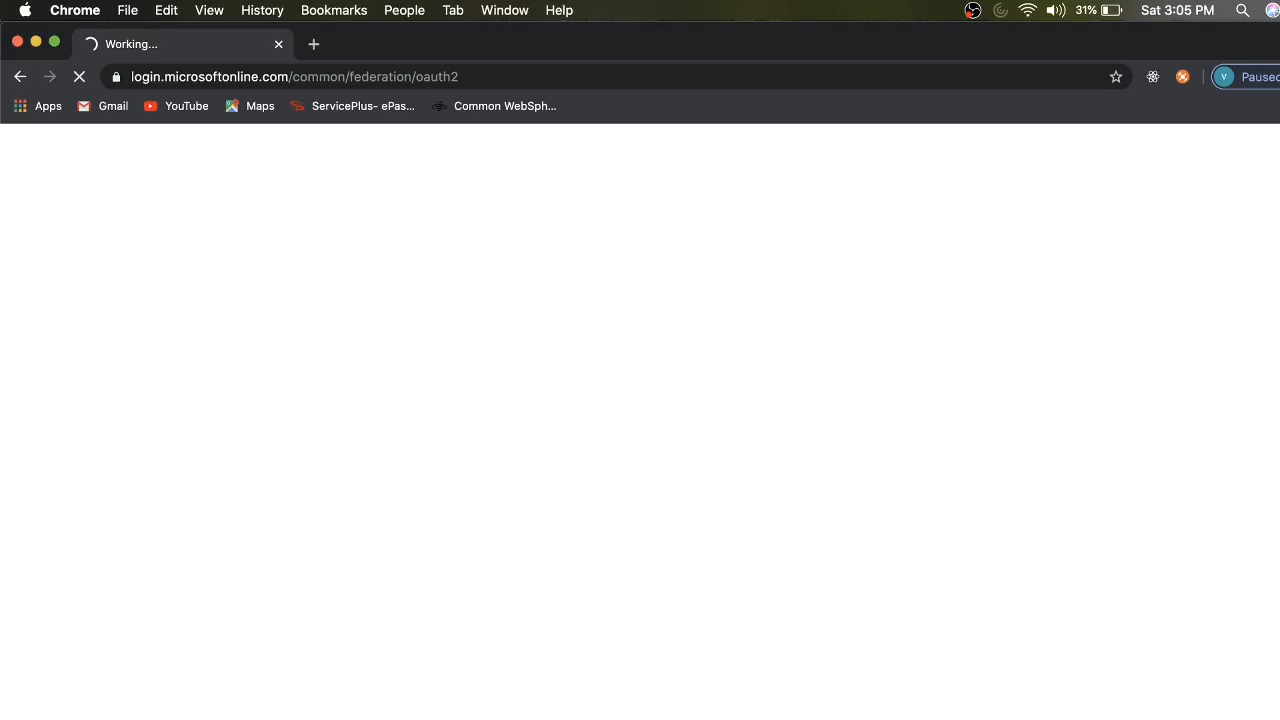 Chrome File Edit View History Bookmarks People Tab Window Help 31% Sat 3:05 PM
Working...
login.microsoftonline.com/common/federation/oauth2 V Paused
Apps Gmail YouTube Maps ServicePlus- ePas... Common WebSph...